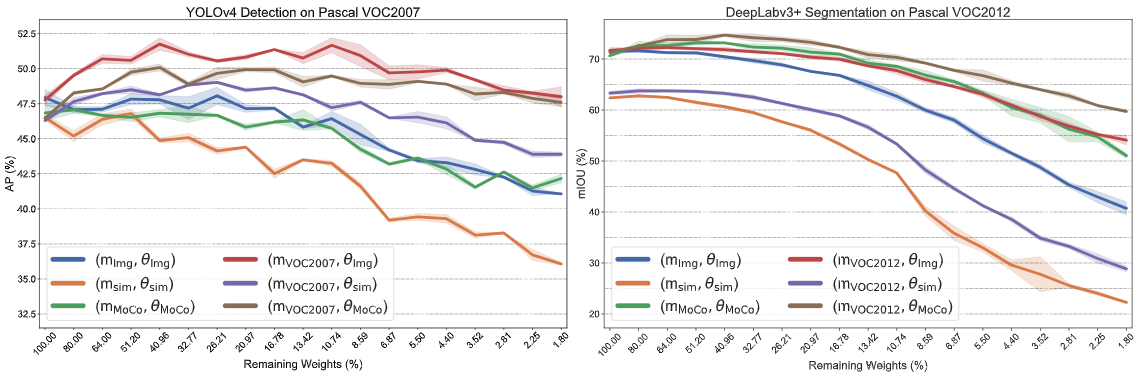 YOLOv4 Detection on Pascal VOC2007
AP (%)
52.5
50.0
47.5
45.0
42.5
40.0
37.5
35.0
32.5
(mImg, θImg)
(msim, θsim)
(mMoCo, θMoCo)
(mVOC2007, θImg)
(mVOC2007, θsim)
(mVOC2007, θMoCo)
100.00
80.00
64.00
51.20
40.96
32.77
26.21
20.97
16.78
13.42
10.74
8.59
6.87
5.50
4.40
3.52
2.81
2.25
1.80
Remaining Weights (%)
DeepLabv3+ Segmentation on Pascal VOC2012
mIOU (%)
70
60
50
40
30
20
(mImg, θImg)
(msim, θsim)
(mMoCo, θMoCo)
(mVOC2012, θImg)
(mVOC2012, θsim)
(mVOC2012, θMoCo)
100.00
80.00
64.00
51.20
40.96
32.77
26.21
20.97
16.78
13.42
10.74
8.59
6.87
5.50
4.40
3.52
2.81
2.25
1.80
Remaining Weights (%)